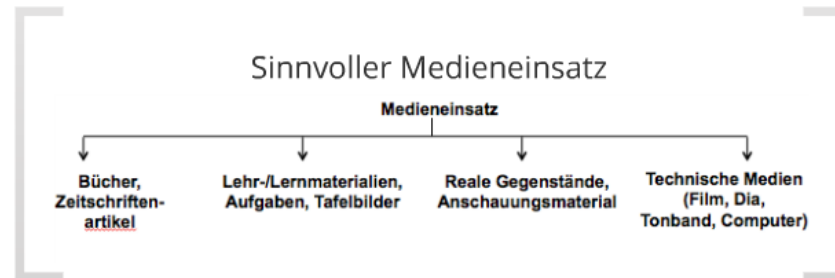 Sinnvoller Medieneinsatz
Medieneinsatz
Bücher,
Zeitschriften-
artikel
Lehr-/Lernmaterialien,
Aufgaben, Tafelbilder
Reale Gegenstände,
Anschauungsmaterial
Technische Medien
(Film, Dia,
Tonband, Computer)